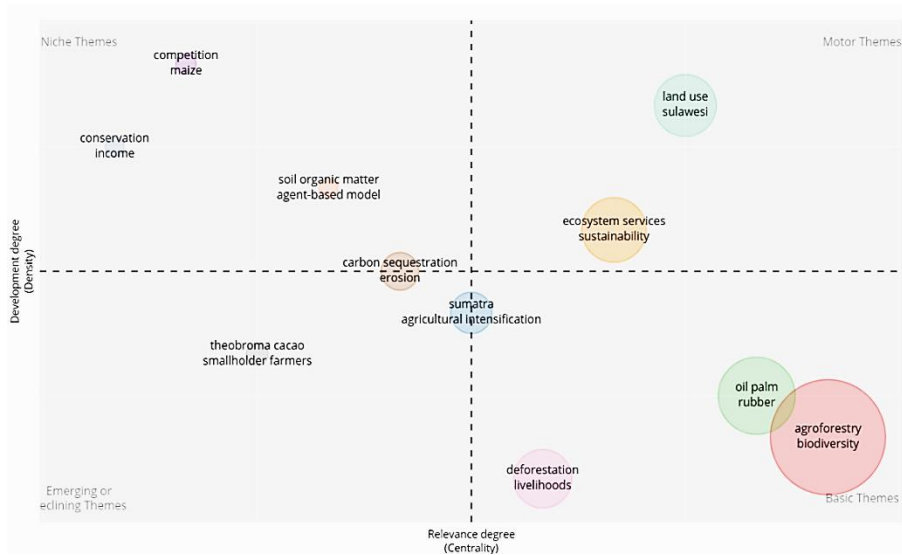 Niche Themes
Motor Themes
competition
maize
land use
sulawesi
conservation
income
soil organic matter
agent-based model
ecosystem services
sustainability
carbon sequestration
erosion
sumatra
agricultural intensification
theobroma cacao
smallholder farmers
oil palm
rubber
agroforestry
biodiversity
deforestation
livelihoods
Emerging or
eclining Themes
Basic Themes
Development degree
(Density)
Relevance degree
(Centrality)